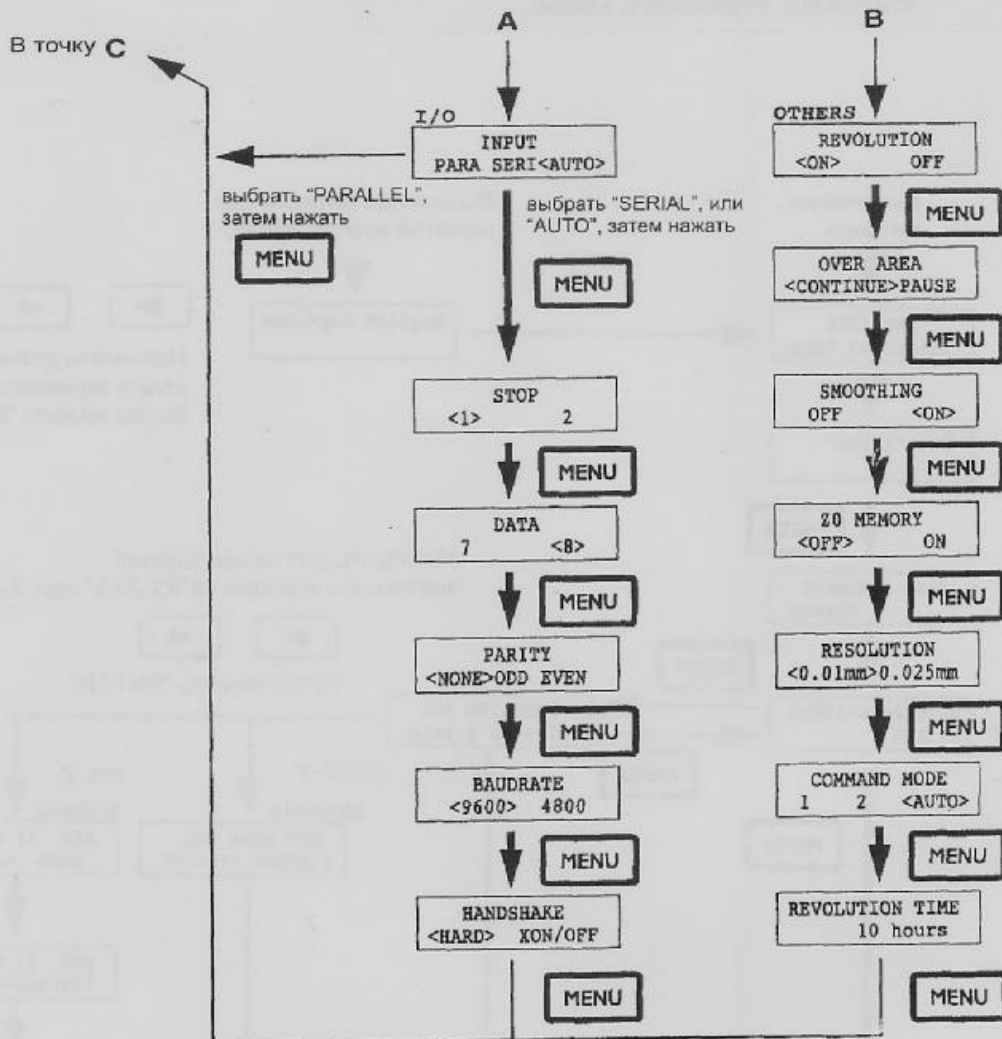 В точку C
A
I/O
INPUT
PARA SERI<AUTO>
выбрать "PARALLEL",
затем нажать
MENU
выбрать "SERIAL", или
"AUTO", затем нажать
MENU
STOP
<1> 2
MENU
DATA
7 <8>
MENU
PARITY
<NONE>ODD EVEN
MENU
BAUDRATE
<9600> 4800
MENU
HANDSHAKE
<HARD> XON/OFF
MENU
B
OTHERS
REVOLUTION
<ON> OFF
MENU
OVER AREA
<CONTINUE>PAUSE
MENU
SMOOTHING
OFF <ON>
MENU
Z0 MEMORY
<OFF> ON
MENU
RESOLUTION
<0.01mm>0.025mm
MENU
COMMAND MODE
1 2 <AUTO>
MENU
REVOLUTION TIME
10 hours
MENU